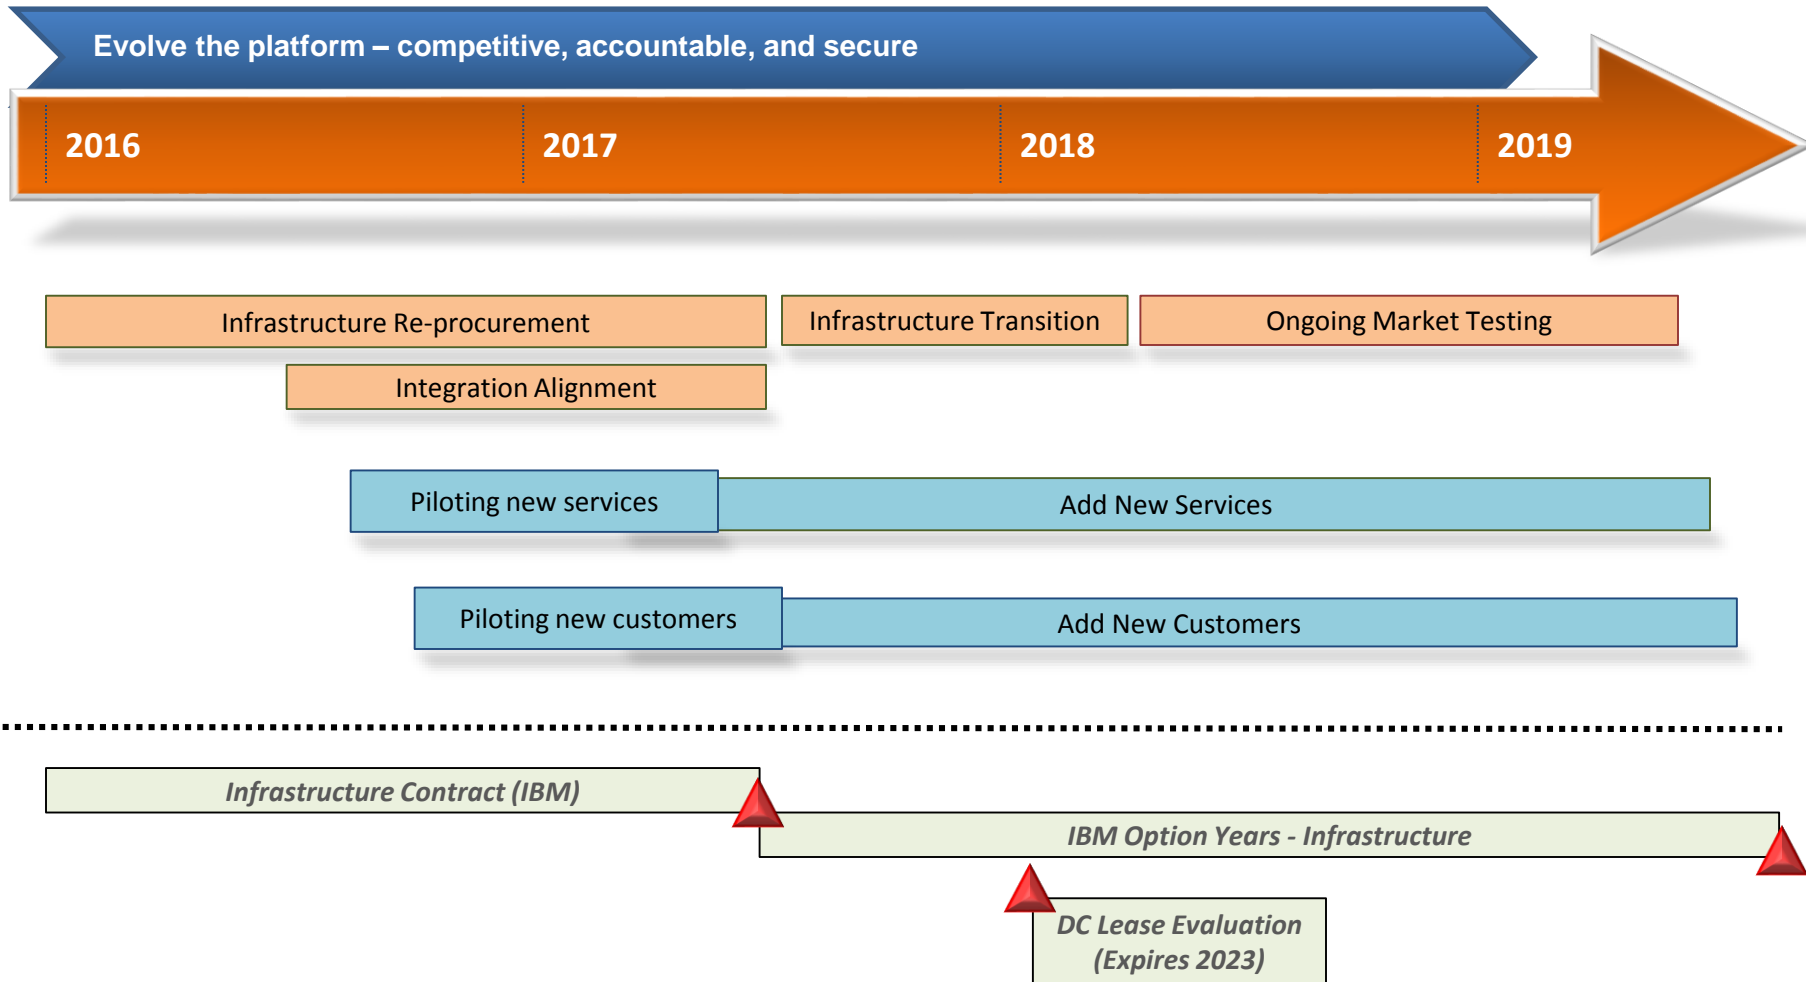 Evolve the platform – competitive, accountable, and secure
2016
2017
2018
2019
Infrastructure Re-procurement
Infrastructure Transition
Ongoing Market Testing
Integration Alignment
Piloting new services
Add New Services
Piloting new customers
Add New Customers
Infrastructure Contract (IBM)
IBM Option Years - Infrastructure
DC Lease Evaluation
(Expires 2023)